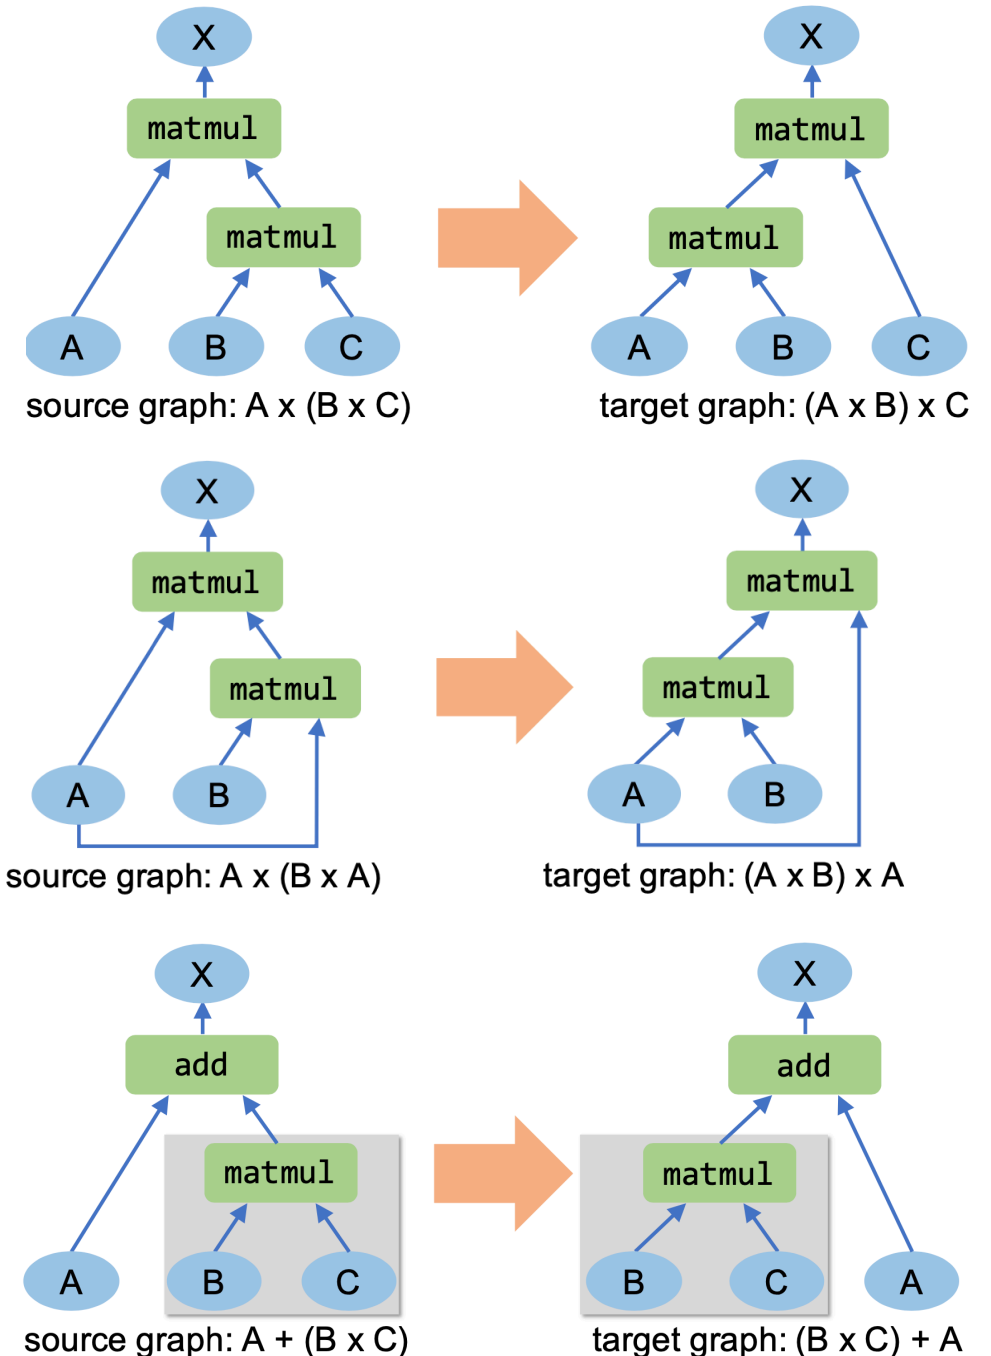 X X
matmul matmul
matmul matmul
A B C A B C
source graph: A x (B x C) target graph: (A x B) x C
X X
matmul matmul
matmul matmul
A B A B
source graph: A x (B x A) target graph: (A x B) x A
X X
add add
matmul matmul
A B C B C A
source graph: A + (B x C) target graph: (B x C) + A